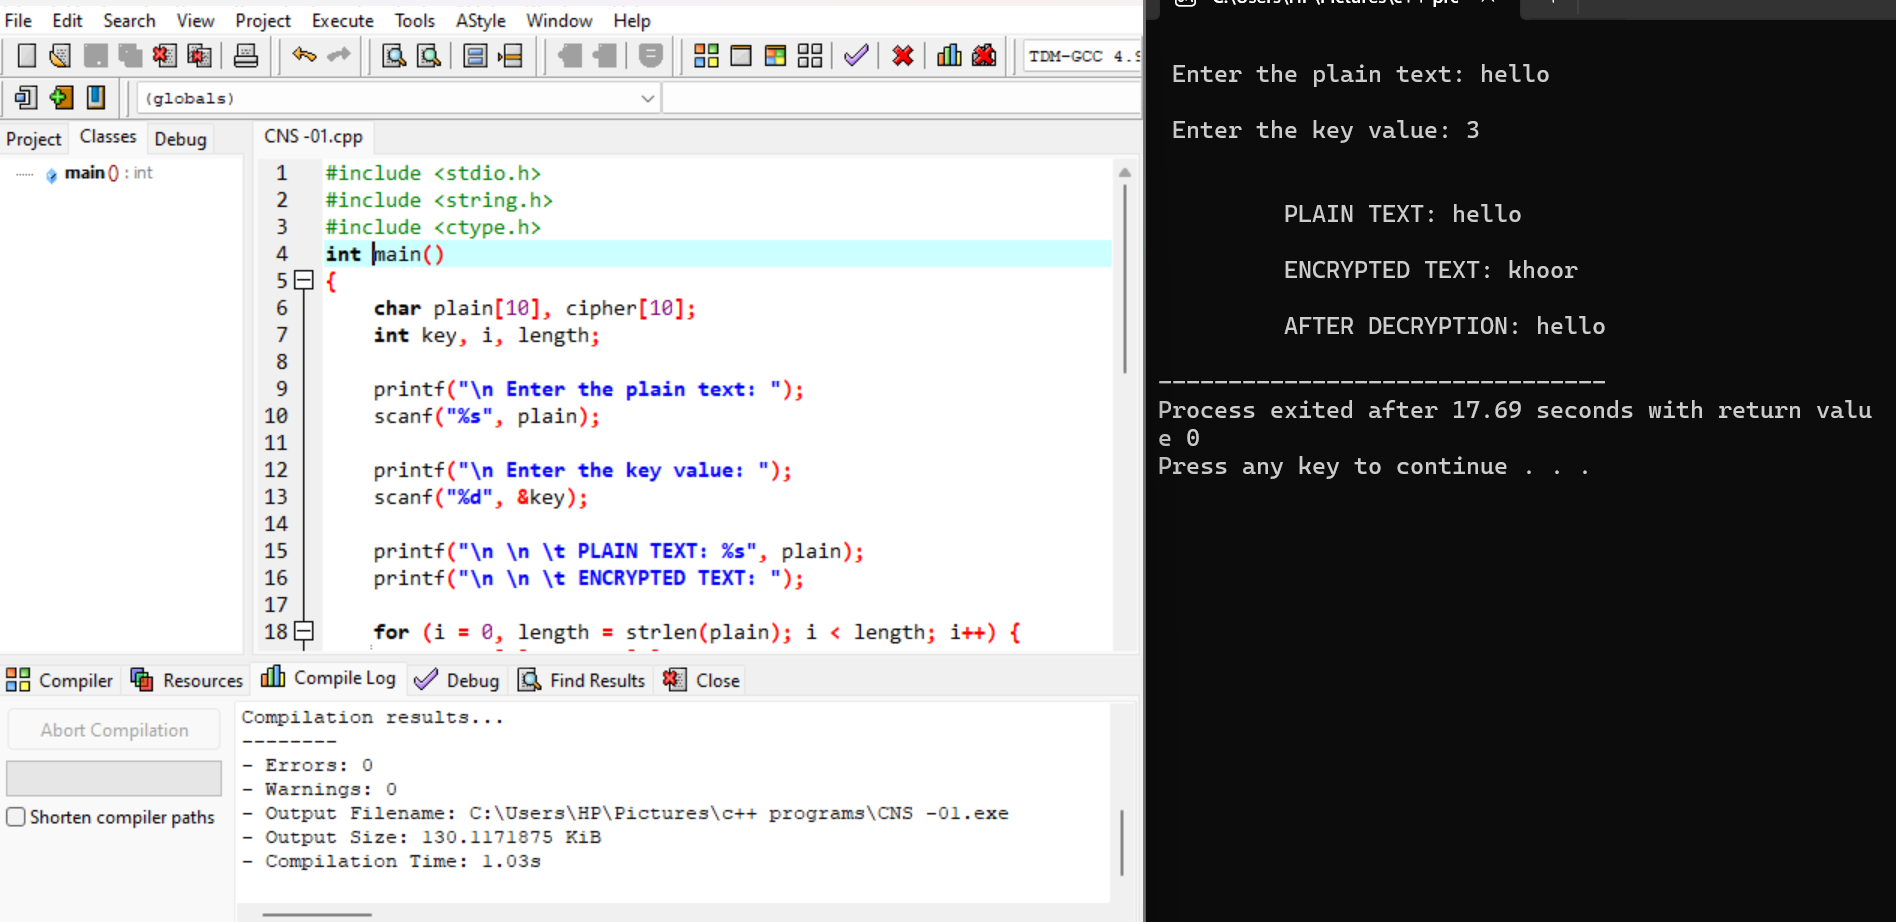 File Edit Search View Project Execute Tools AStyle Window Help
TDM-GCC 4.9
(globals)
Project Classes Debug
main () : int
CNS -01.cpp
1 #include <stdio.h>
2 #include <string.h>
3 #include <ctype.h>
4 int main()
5 {
6 char plain[10], cipher[10];
7 int key, i, length;
8
9 printf("\n Enter the plain text: ");
10 scanf("%s", plain);
11
12 printf("\n Enter the key value: ");
13 scanf("%d", &key);
14
15 printf("\n \n \t PLAIN TEXT: %s", plain);
16 printf("\n \n \t ENCRYPTED TEXT: ");
17
18 for (i = 0, length = strlen(plain); i < length; i++) {
Compiler Resources Compile Log Debug Find Results Close
Abort Compilation
Shorten compiler paths
Compilation results...
--------
- Errors: 0
- Warnings: 0
- Output Filename: C:\Users\HP\Pictures\c++ programs\CNS -01.exe
- Output Size: 130.1171875 KiB
- Compilation Time: 1.03s
Enter the plain text: hello
Enter the key value: 3
PLAIN TEXT: hello
ENCRYPTED TEXT: khoor
AFTER DECRYPTION: hello
--------------------------------
Process exited after 17.69 seconds with return valu
e 0
Press any key to continue . . .